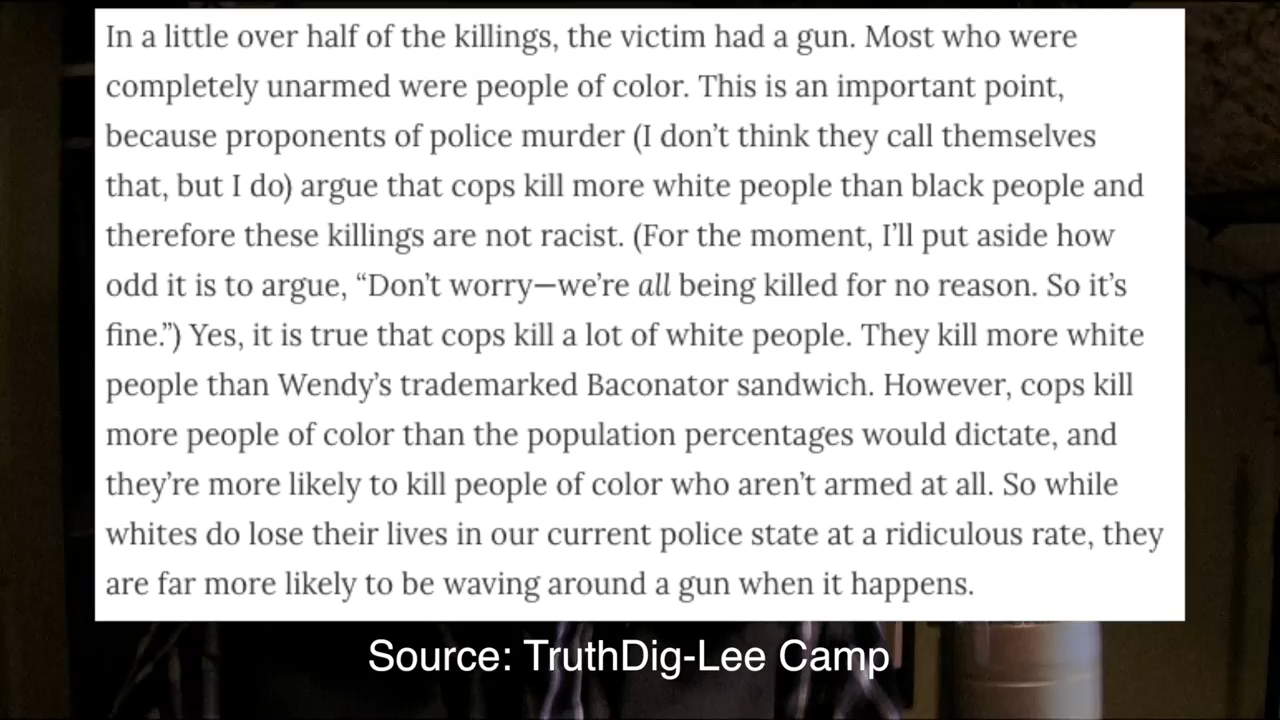 In a little over half of the killings, the victim had a gun. Most who were
completely unarmed were people of color. This is an important point,
because proponents of police murder (I don’t think they call themselves
that, but I do) argue that cops kill more white people than black people and
therefore these killings are not racist. (For the moment, I’ll put aside how
odd it is to argue, “Don’t worry—we’re all being killed for no reason. So it’s
fine.”) Yes, it is true that cops kill a lot of white people. They kill more white
people than Wendy’s trademarked Baconator sandwich. However, cops kill
more people of color than the population percentages would dictate, and
they’re more likely to kill people of color who aren’t armed at all. So while
whites do lose their lives in our current police state at a ridiculous rate, they
are far more likely to be waving around a gun when it happens.
Source: TruthDig-Lee Camp